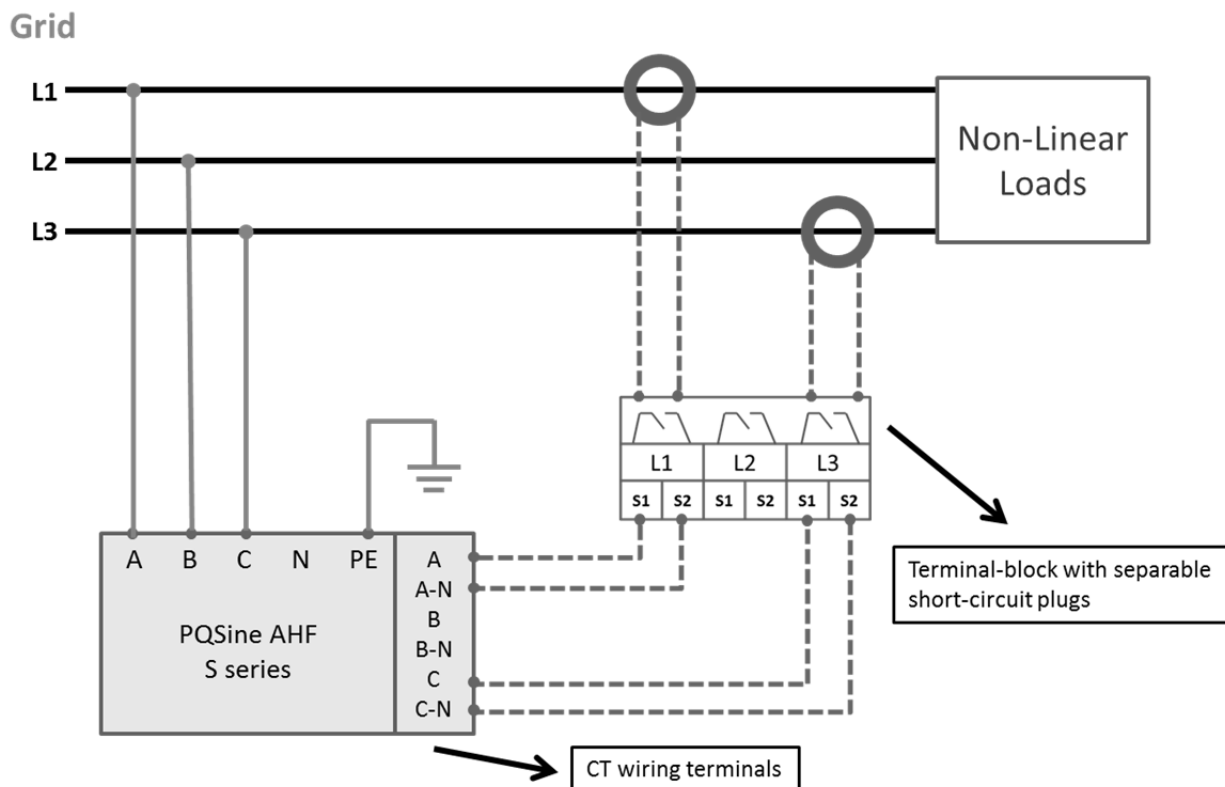 Grid
L1
L2
L3
Non-Linear
Loads
L1 L2 L3
S1 S2 S1 S2 S1 S2
Terminal-block with separable
short-circuit plugs
A B C N PE
PQSine AHF
S series
A
A-N
B
B-N
C
C-N
CT wiring terminals